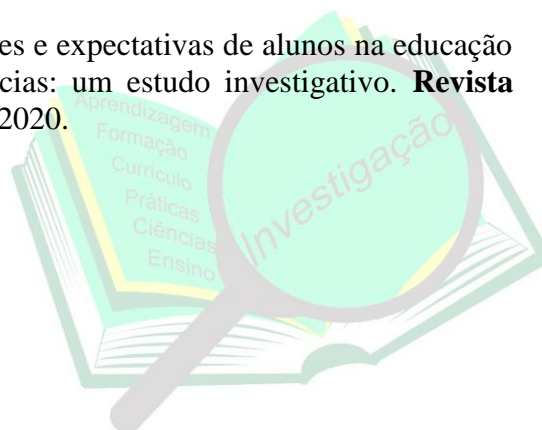 es e expectativas de alunos na educação
cias: um estudo investigativo. Revista
2020.
Aprendizagem
Formação
Currículo
Práticas
Ciências
Ensino
Investigação